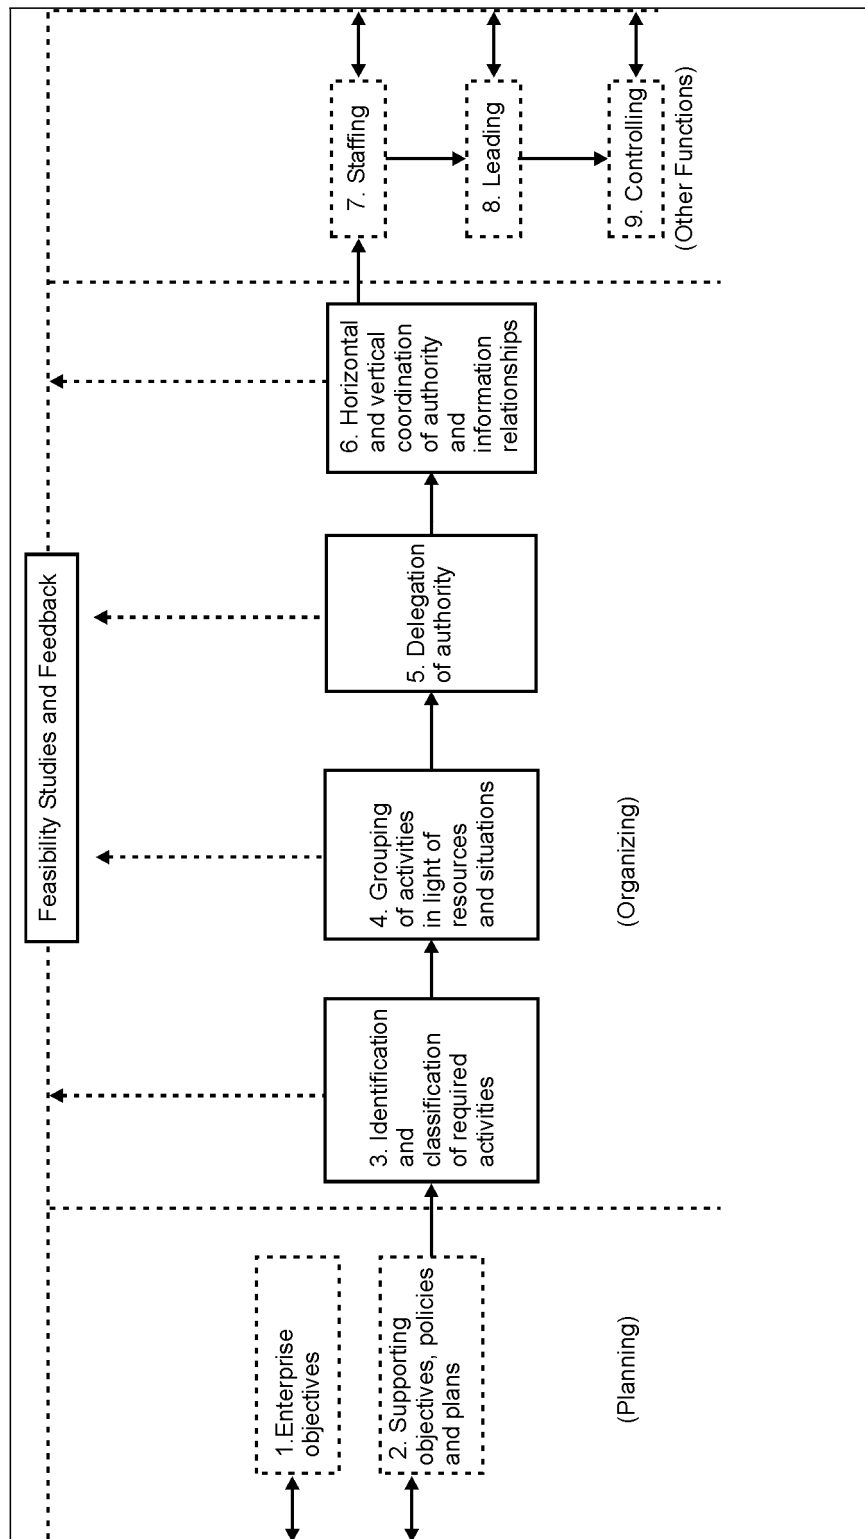 Feasibility Studies and Feedback
1.Enterprise
objectives
2. Supporting
objectives, policies
and plans
(Planning)
3. Identification
and
classification
of required
activities
4. Grouping
of activities
in light of
resources
and situations
5. Delegation
of authority
6. Horizontal
and vertical
coordination
of authority
and
information
relationships
(Organizing)
7. Staffing
8. Leading
9. Controlling
(Other Functions)